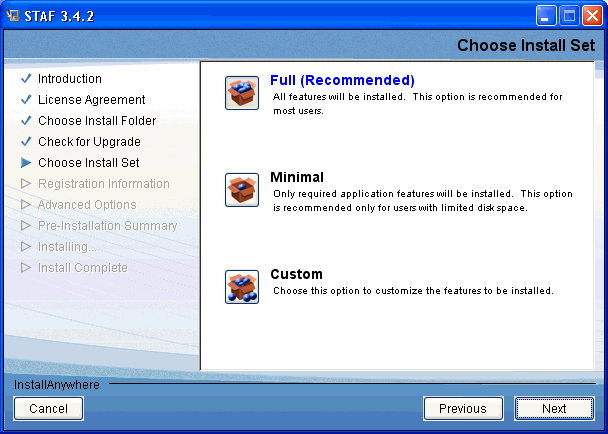 STAF 3.4.2
Choose Install Set
Introduction
License Agreement
Choose Install Folder
Check for Upgrade
Choose Install Set
Registration Information
Advanced Options
Pre-Installation Summary
Installing...
Install Complete
Full (Recommended)
All features will be installed.  This option is recommended for
most users.
Minimal
Only required application features will be installed.  This option
is recommended only for users with limited disk space.
Custom
Choose this option to customize the features to be installed.
InstallAnywhere
Cancel
Previous
Next